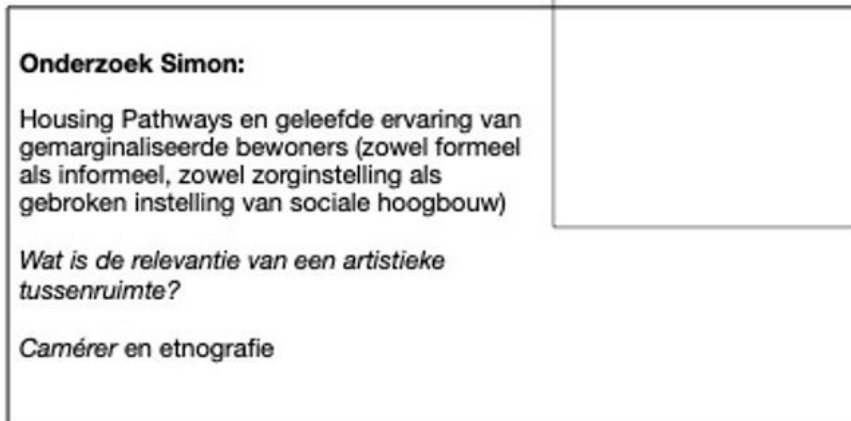 Onderzoek Simon:
Housing Pathways en geleefde ervaring van
gemarginaliseerde bewoners (zowel formeel
als informeel, zowel zorginstelling als
gebroken instelling van sociale hoogbouw)
Wat is de relevantie van een artistieke
tussenruimte?
Camérer en etnografie